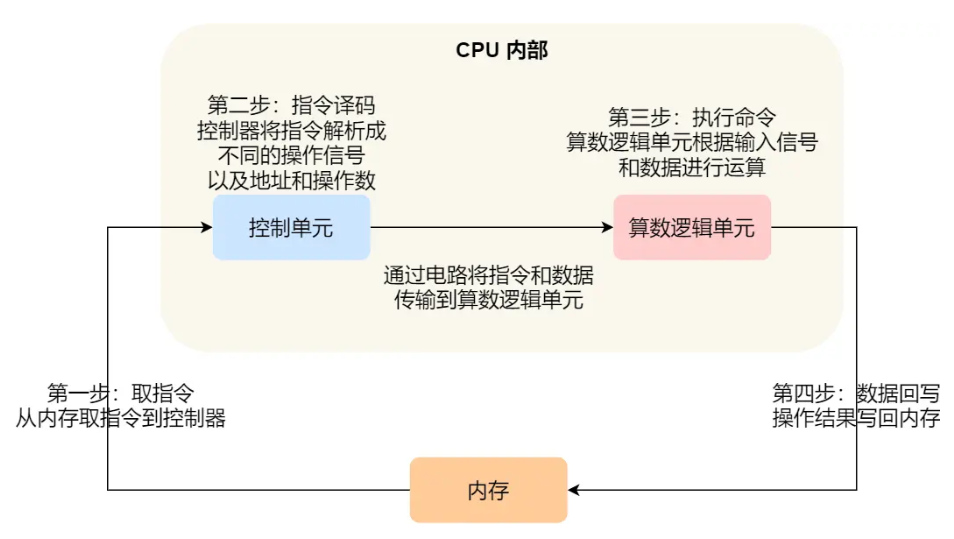 CPU 内部
第二步：指令译码
控制器将指令解析成
不同的操作信号
以及地址和操作数
第三步：执行命令
算数逻辑单元根据输入信号
和数据进行运算
控制单元
算数逻辑单元
通过电路将指令和数据
传输到算数逻辑单元
第一步：取指令
从内存取指令到控制器
第四步：数据回写
操作结果写回内存
内存